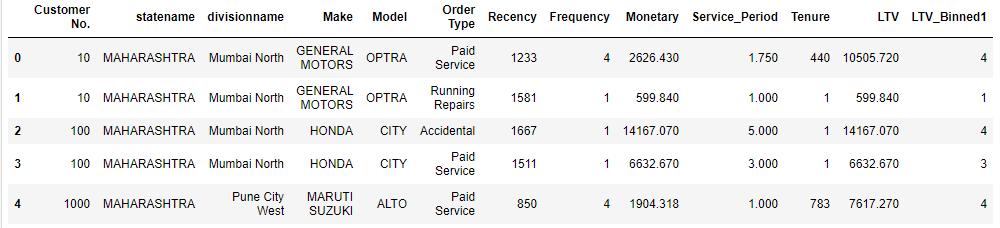 Customer No. statename divisionname Make Model Order Type Recency Frequency Monetary Service_Period Tenure LTV LTV_Binned1
0 10 MAHARASHTRA Mumbai North GENERAL MOTORS OPTRA Paid Service 1233 4 2626.430 1.750 440 10505.720 4
1 10 MAHARASHTRA Mumbai North GENERAL MOTORS OPTRA Running Repairs 1581 1 599.840 1.000 1 599.840 1
2 100 MAHARASHTRA Mumbai North HONDA CITY Accidental 1667 1 14167.070 5.000 1 14167.070 4
3 100 MAHARASHTRA Mumbai North HONDA CITY Paid Service 1511 1 6632.670 3.000 1 6632.670 3
4 1000 MAHARASHTRA Pune City West MARUTI SUZUKI ALTO Paid Service 850 4 1904.318 1.000 783 7617.270 4